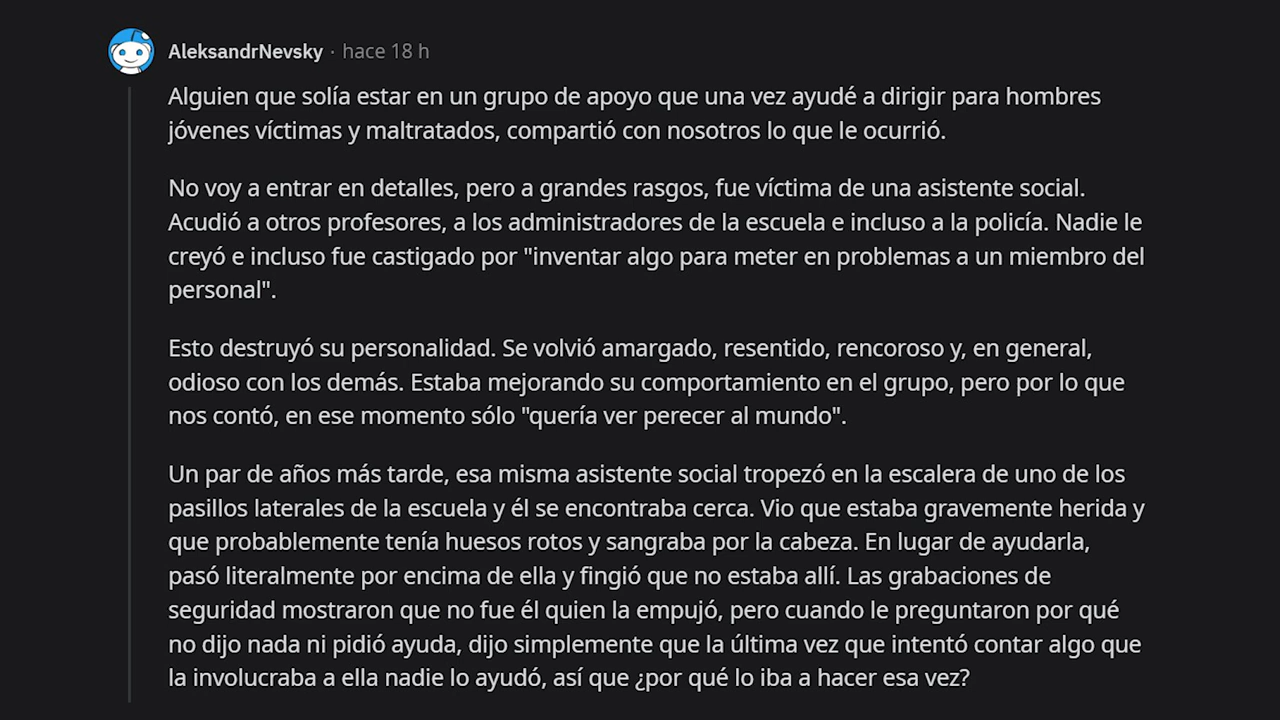 AleksandrNevsky · hace 18 h
Alguien que solía estar en un grupo de apoyo que una vez ayudé a dirigir para hombres
jóvenes víctimas y maltratados, compartió con nosotros lo que le ocurrió.
No voy a entrar en detalles, pero a grandes rasgos, fue víctima de una asistente social.
Acudió a otros profesores, a los administradores de la escuela e incluso a la policía. Nadie le
creyó e incluso fue castigado por "inventar algo para meter en problemas a un miembro del
personal".
Esto destruyó su personalidad. Se volvió amargado, resentido, rencoroso y, en general,
odioso con los demás. Estaba mejorando su comportamiento en el grupo, pero por lo que
nos contó, en ese momento sólo "quería ver perecer al mundo".
Un par de años más tarde, esa misma asistente social tropezó en la escalera de uno de los
pasillos laterales de la escuela y él se encontraba cerca. Vio que estaba gravemente herida y
que probablemente tenía huesos rotos y sangraba por la cabeza. En lugar de ayudarla,
pasó literalmente por encima de ella y fingió que no estaba allí. Las grabaciones de
seguridad mostraron que no fue él quien la empujó, pero cuando le preguntaron por qué
no dijo nada ni pidió ayuda, dijo simplemente que la última vez que intentó contar algo que
la involucraba a ella nadie lo ayudó, así que ¿por qué lo iba a hacer esa vez?